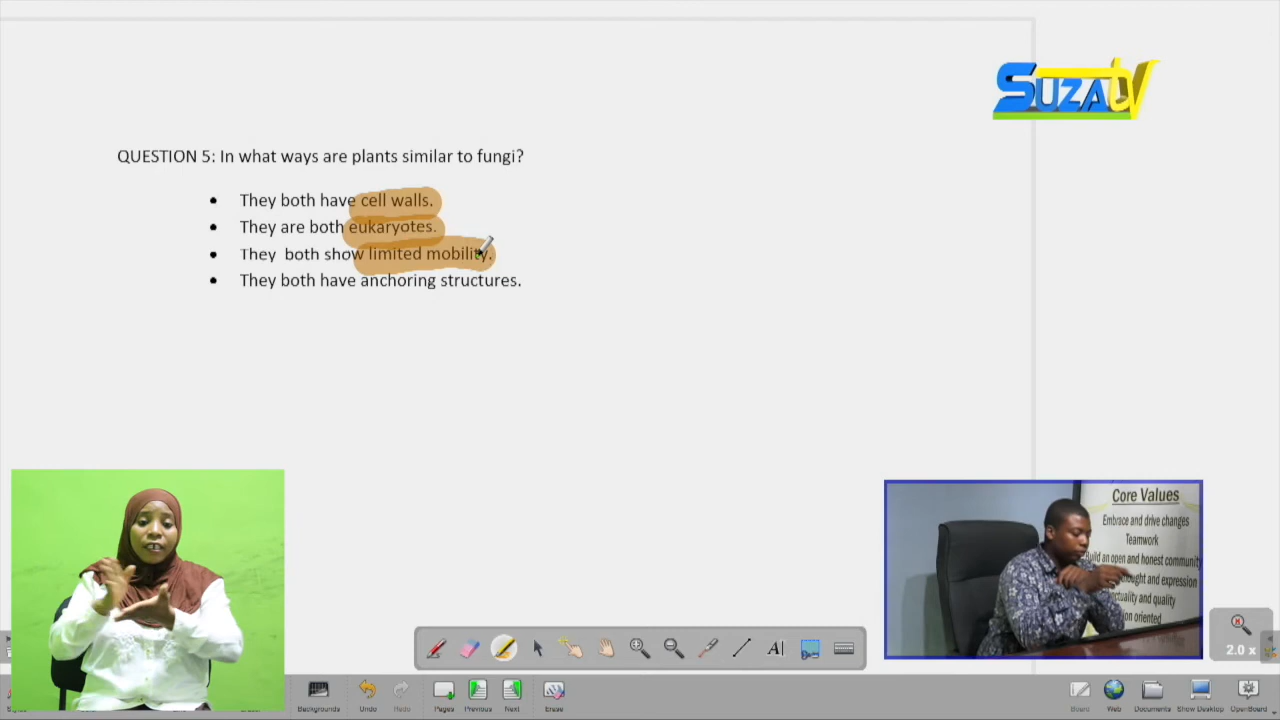 SUZA tv
QUESTION 5: In what ways are plants similar to fungi?
• They both have cell walls.
• They are both eukaryotes.
• They both show limited mobility.
• They both have anchoring structures.
Core Values
Embrace and drive changes
Teamwork
Build an open and honest community
thought and expression
and quality
oriented
2.0 x
Backgrounds
Undo
Redo
Pages
Previous
Next
Erase
Board
Web
Documents
Show Desktop
OpenBoard